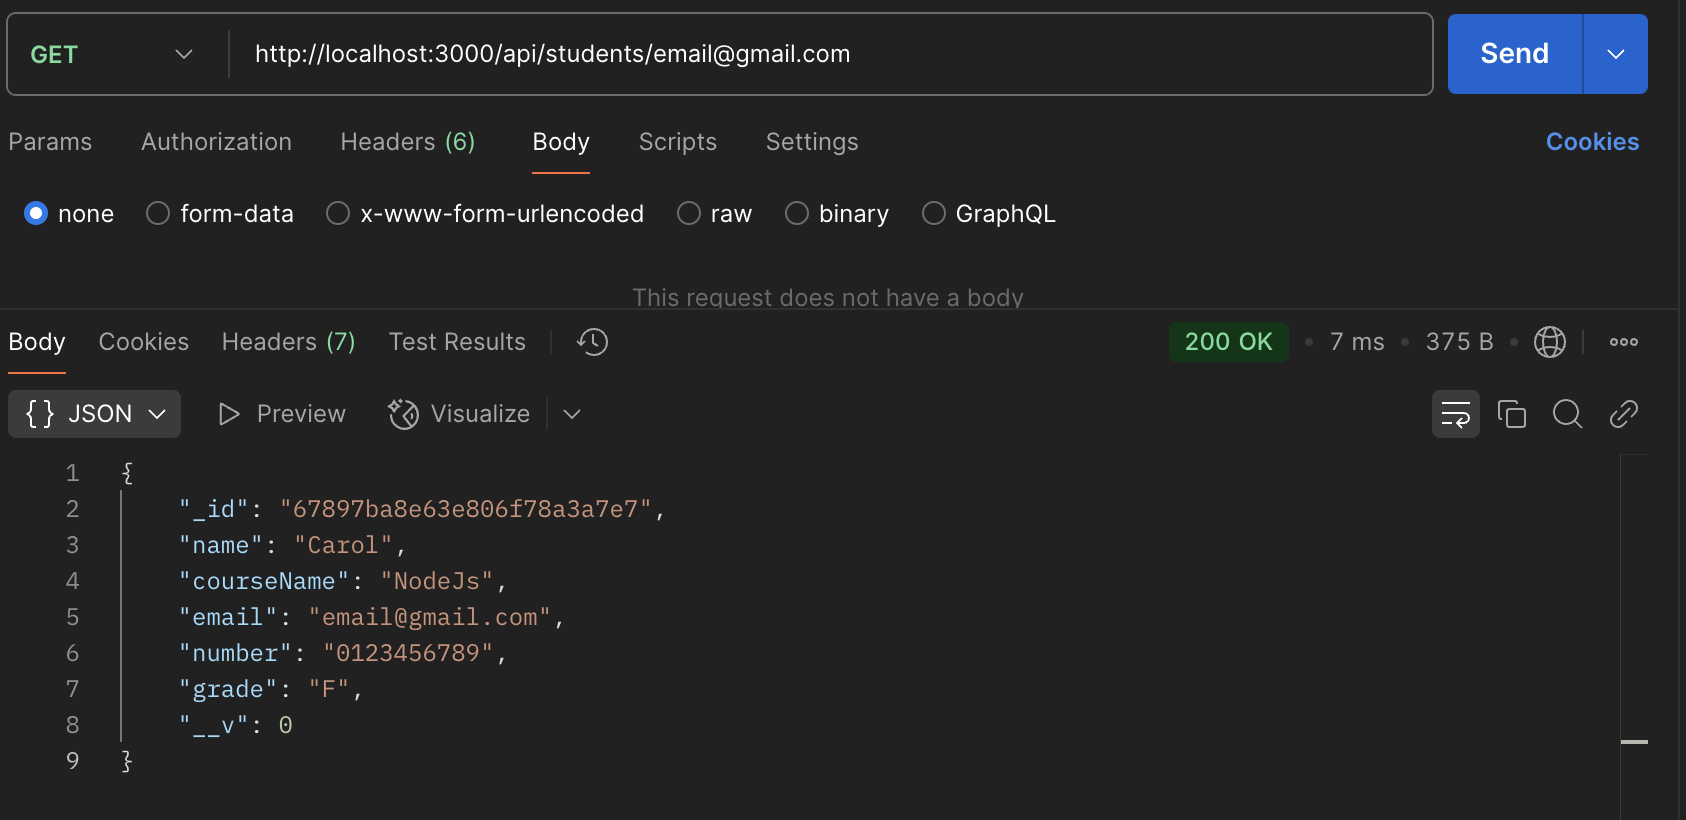 GET http://localhost:3000/api/students/email@gmail.com Send
Params Authorization Headers (6) Body Scripts Settings Cookies
none form-data x-www-form-urlencoded raw binary GraphQL
This request does not have a body
Body Cookies Headers (7) Test Results 200 OK • 7 ms • 375 B •
{ } JSON Preview Visualize
1 {
2 "_id": "67897ba8e63e806f78a3a7e7",
3 "name": "Carol",
4 "courseName": "NodeJs",
5 "email": "email@gmail.com",
6 "number": "0123456789",
7 "grade": "F",
8 "__v": 0
9 }